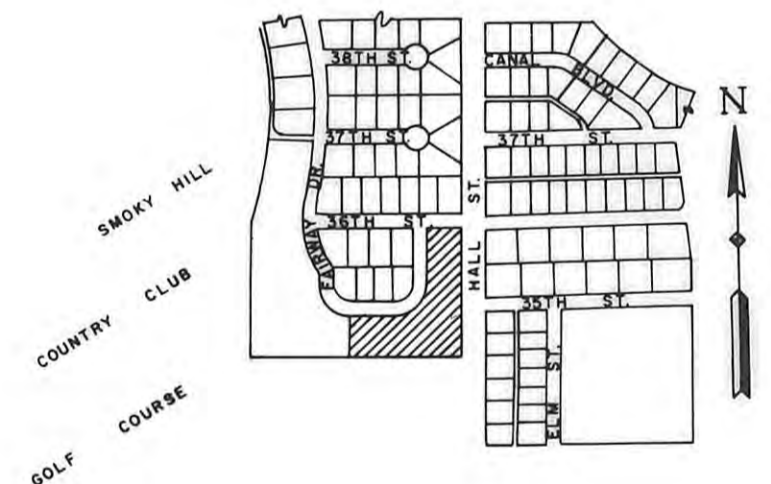 38TH ST.
CANAL BLVD.
N
37TH ST.
37TH ST.
SMOKY HILL
FAIRWAY DR.
HALL ST.
36TH ST.
COUNTRY CLUB
35TH ST.
ELM ST.
GOLF COURSE